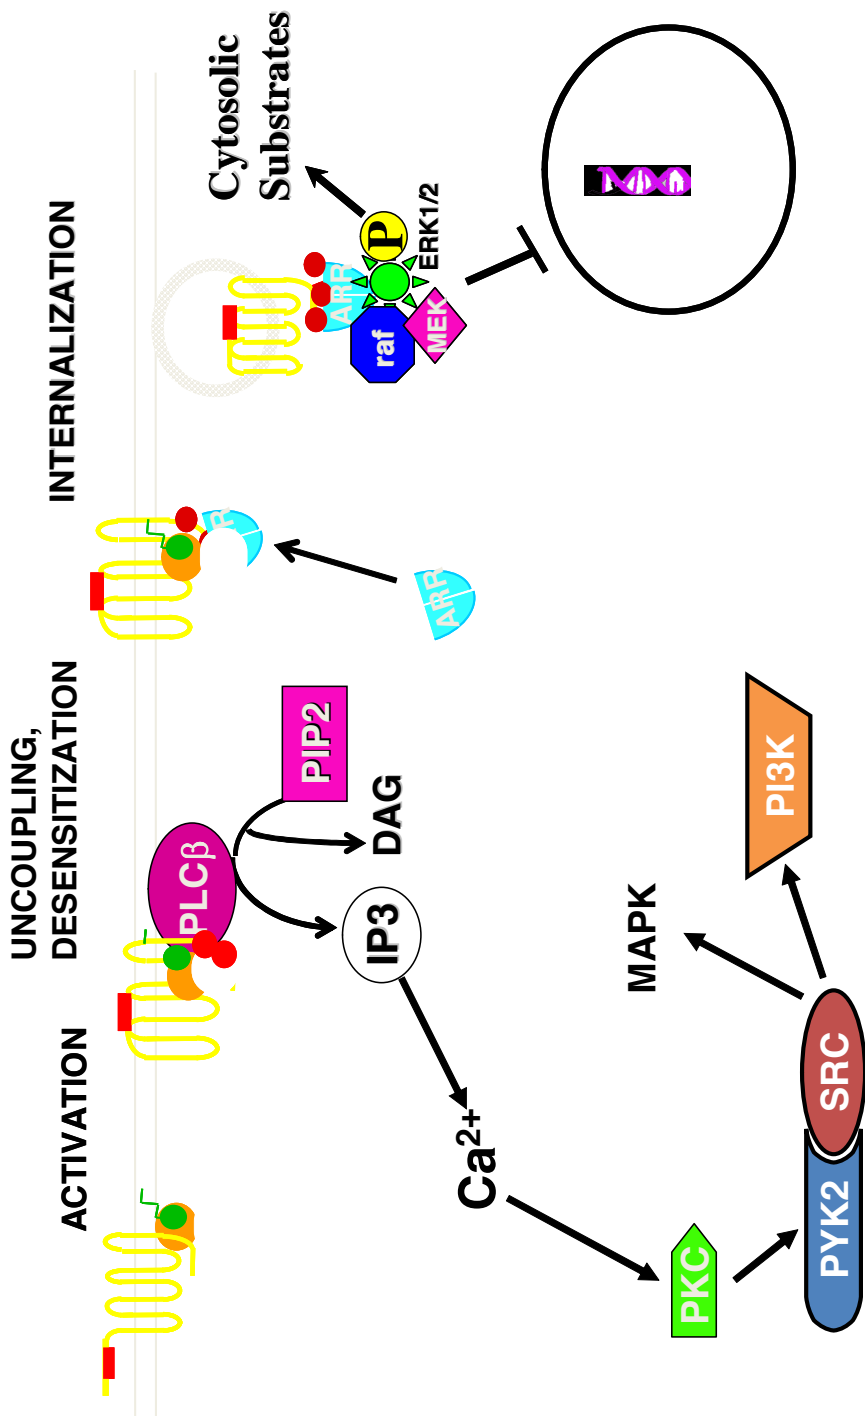 ACTIVATION
UNCOUPLING,
DESENSITIZATION
INTERNALIZATION
PLCβ
PIP2
DAG
IP3
Ca2+
PKC
PYK2
SRC
MAPK
PI3K
ARR
R
ARR
raf
MEK
P
ERK1/2
Cytosolic
Substrates